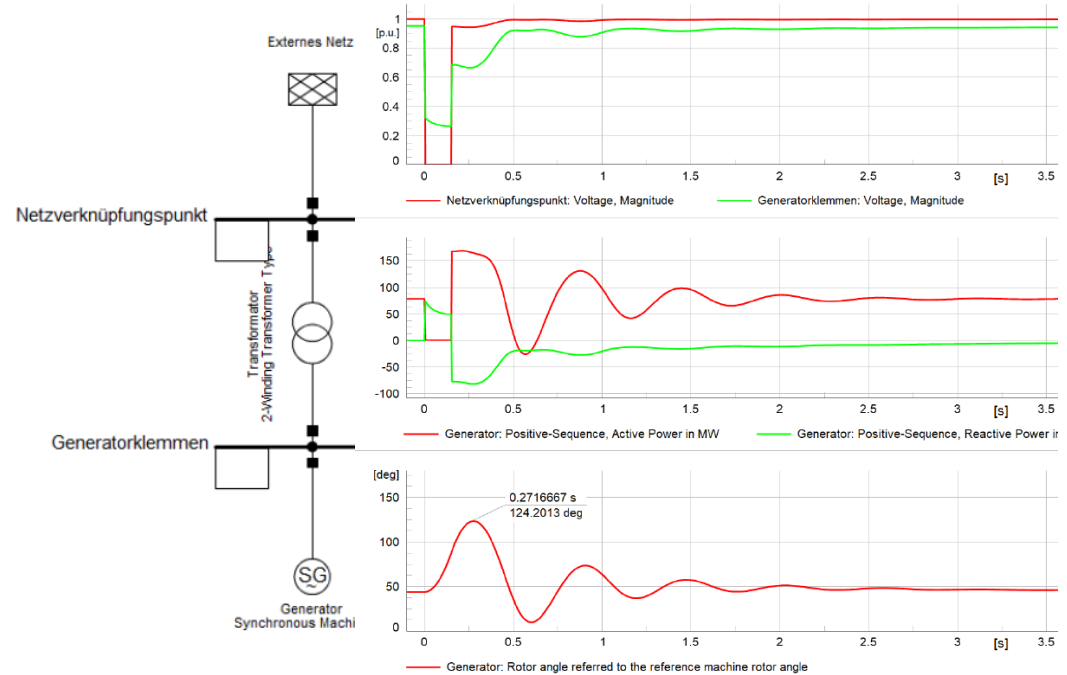 Externes Netz
Netzverknüpfungspunkt
Transformator
2-Winding Transformer Type
Generatorklemmen
SG
~
Generator
Synchronous Machi
1
[p.u.]
0.8
0.6
0.4
0.2
0
0 0.5 1 1.5 2 2.5 3 3.5
[s]
Netzverknüpfungspunkt: Voltage, Magnitude
Generatorklemmen: Voltage, Magnitude
150
100
50
0
-50
-100
0 0.5 1 1.5 2 2.5 3 3.5
[s]
Generator: Positive-Sequence, Active Power in MW
Generator: Positive-Sequence, Reactive Power in
[deg]
150
100
50
0
0.2716667 s
124.2013 deg
0 0.5 1 1.5 2 2.5 3 3.5
[s]
Generator: Rotor angle referred to the reference machine rotor angle